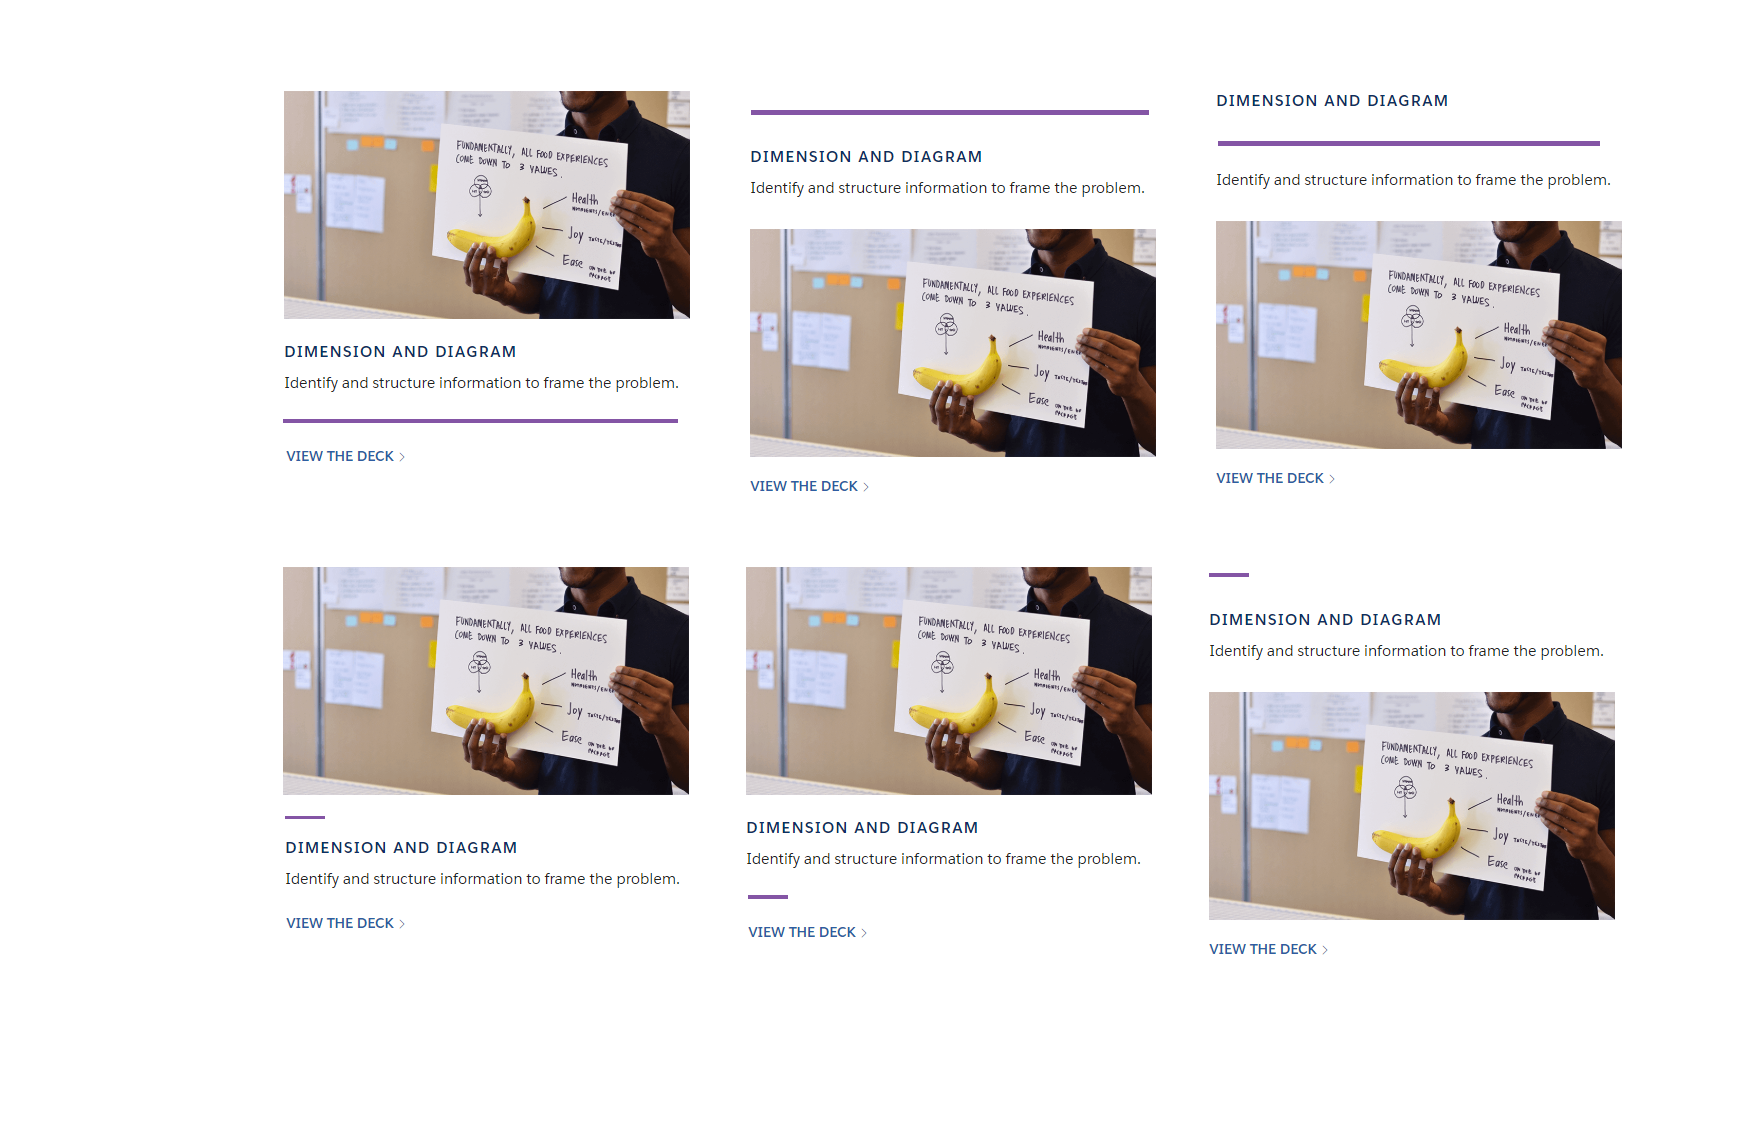 FUNDAMENTALLY, ALL FOOD EXPERIENCES
COME DOWN TO 3 VALUES.
Health
Joy
Ease
DIMENSION AND DIAGRAM
Identify and structure information to frame the problem.
VIEW THE DECK >
DIMENSION AND DIAGRAM
Identify and structure information to frame the problem.
FUNDAMENTALLY, ALL FOOD EXPERIENCES
COME DOWN TO 3 VALUES.
Health
Joy
Ease
VIEW THE DECK >
DIMENSION AND DIAGRAM
Identify and structure information to frame the problem.
FUNDAMENTALLY, ALL FOOD EXPERIENCES
COME DOWN TO 3 VALUES.
Health
Joy
Ease
VIEW THE DECK >
FUNDAMENTALLY, ALL FOOD EXPERIENCES
COME DOWN TO 3 VALUES.
Health
Joy
Ease
DIMENSION AND DIAGRAM
Identify and structure information to frame the problem.
VIEW THE DECK >
FUNDAMENTALLY, ALL FOOD EXPERIENCES
COME DOWN TO 3 VALUES.
Health
Joy
Ease
DIMENSION AND DIAGRAM
Identify and structure information to frame the problem.
VIEW THE DECK >
DIMENSION AND DIAGRAM
Identify and structure information to frame the problem.
FUNDAMENTALLY, ALL FOOD EXPERIENCES
COME DOWN TO 3 VALUES.
Health
Joy
Ease
VIEW THE DECK >